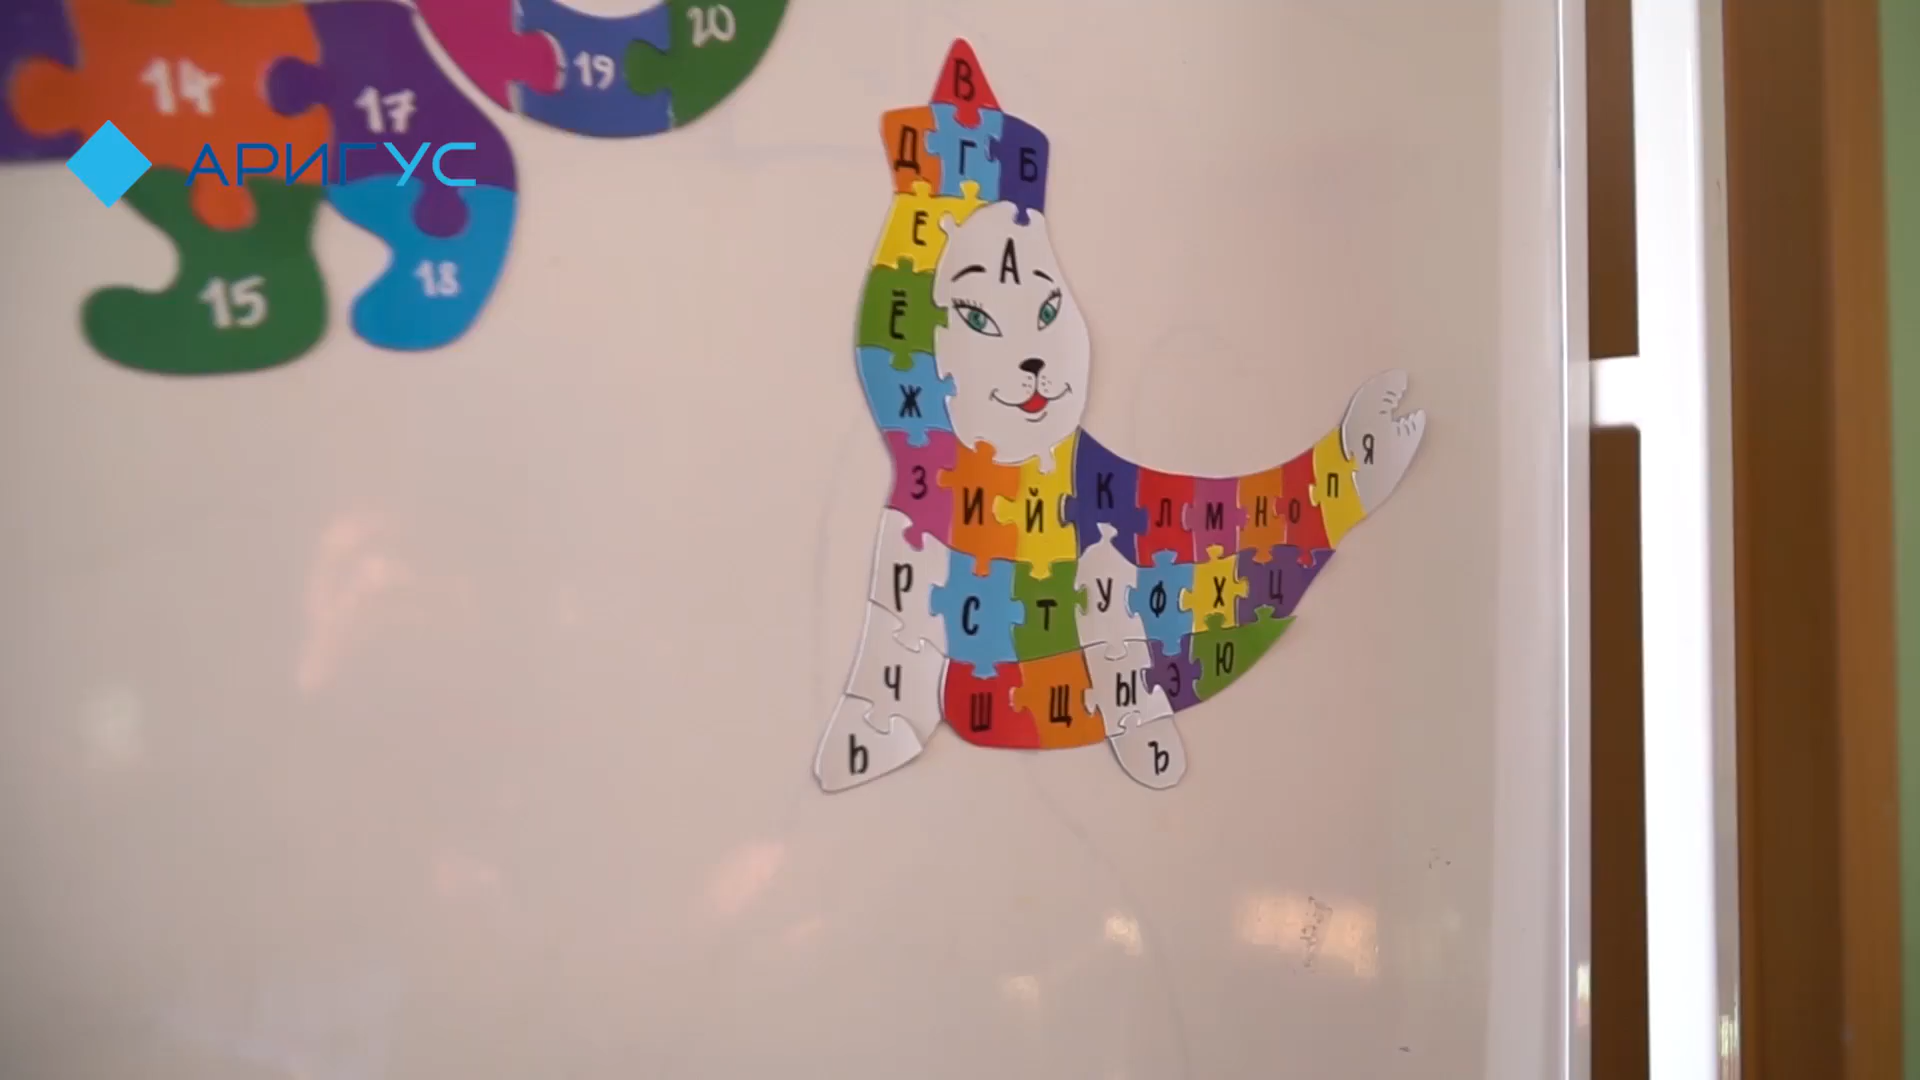 20
19
14
17
АРИГУС
18
15
В
Д Г Б
Е
А
Ё
Ж
З И Й К Л М Н О П Я
Р С Т У Ф Х Ц
Ч Ш Щ Ы Э Ю
Ь Ъ